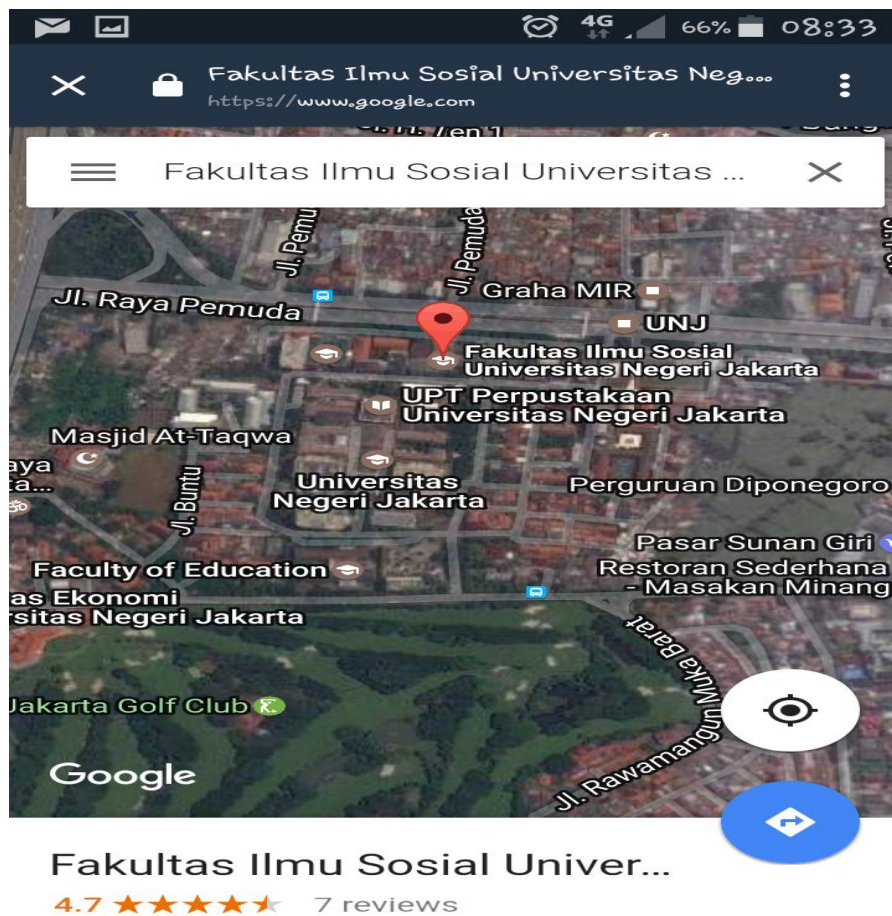 4G 66% 08:33
Fakultas Ilmu Sosial Universitas Neg...
https://www.google.com
Fakultas Ilmu Sosial Universitas ...
Jl. Pemu
Jl. Pemuda
Graha MIR
Jl. Raya Pemuda
UNJ
Fakultas Ilmu Sosial
Universitas Negeri Jakarta
UPT Perpustakaan
Universitas Negeri Jakarta
Masjid At-Taqwa
aya
ta...
Jl. Buntu
Universitas
Negeri Jakarta
Perguruan Diponegoro
Pasar Sunan Giri
Faculty of Education
Restoran Sederhana
- Masakan Minang
as Ekonomi
rsitas Negeri Jakarta
Jl. Rawamangun Muka Barat
Jakarta Golf Club
Google
Fakultas Ilmu Sosial Univer...
4.7 7 reviews